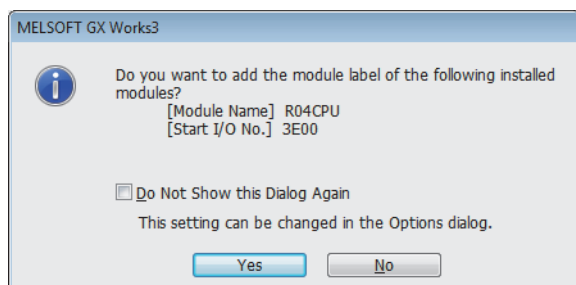 MELSOFT GX Works3
Do you want to add the module label of the following installed
modules?
[Module Name] R04CPU
[Start I/O No.] 3E00
Do Not Show this Dialog Again
This setting can be changed in the Options dialog.
Yes
No